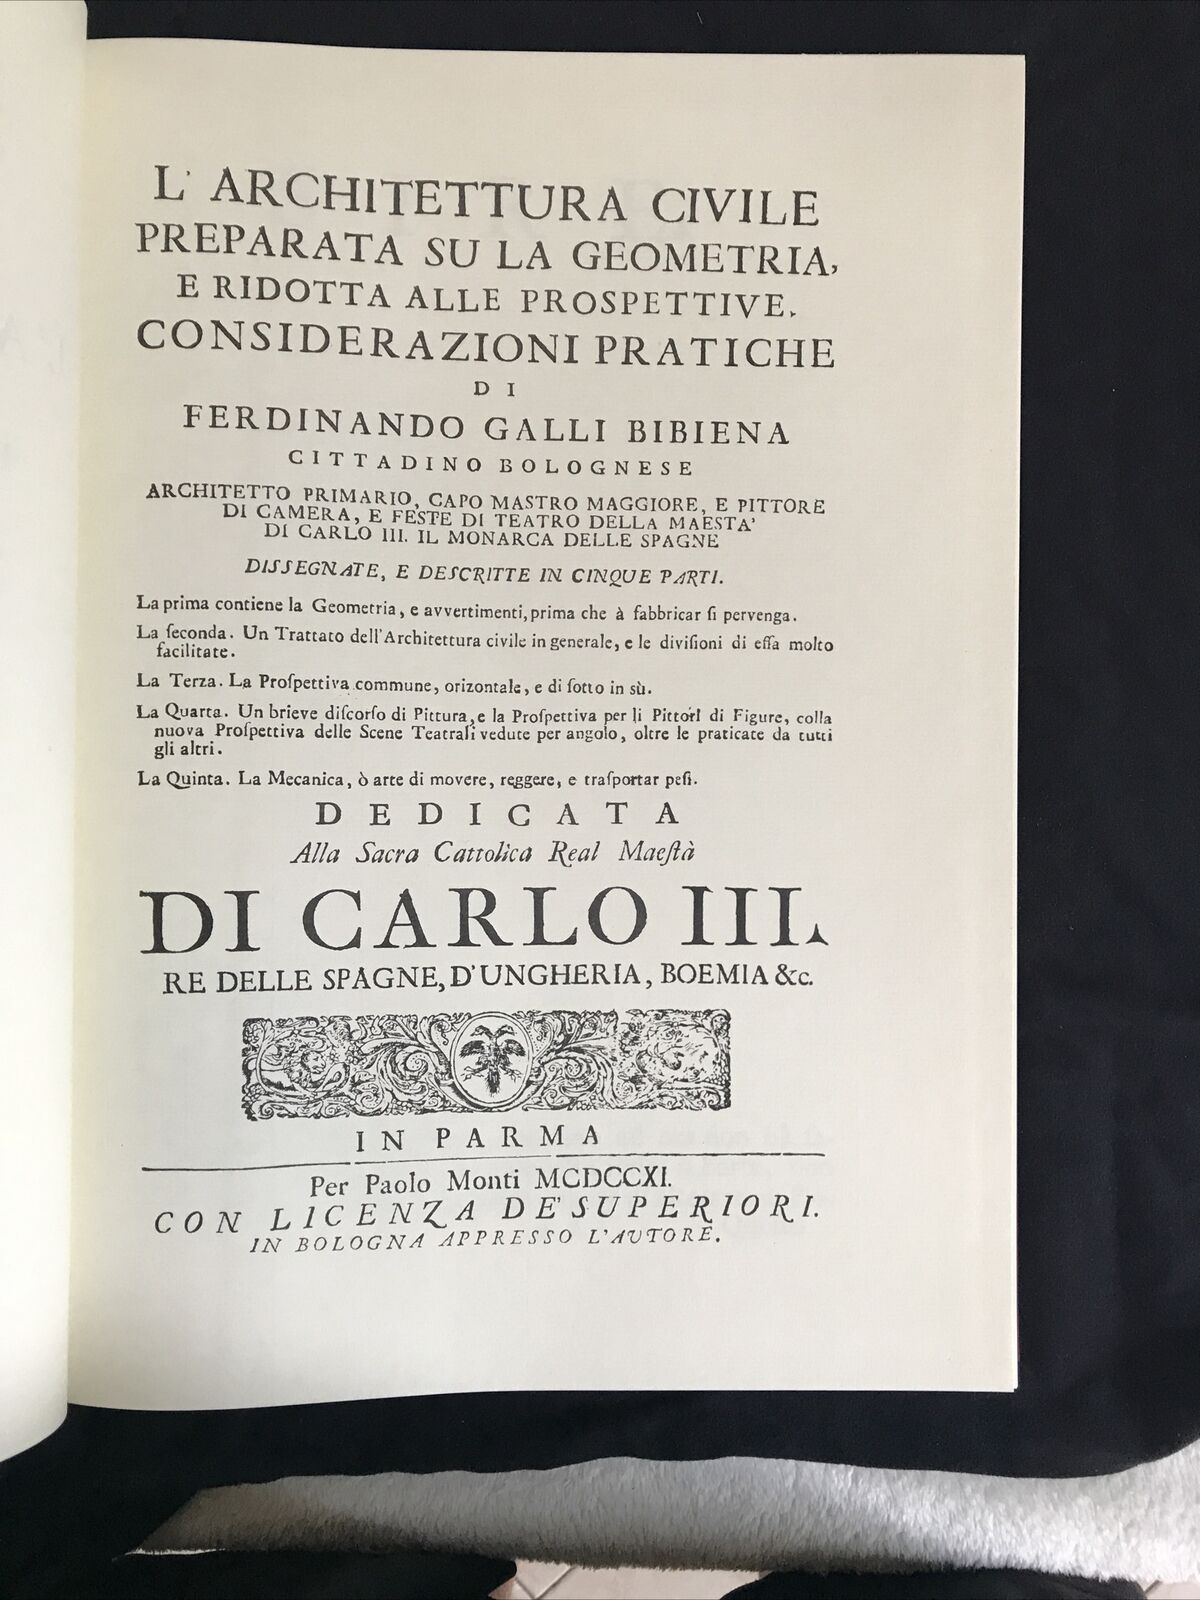 L' ARCHITETTURA CIVILE
PREPARATA SU LA GEOMETRIA,
E RIDOTTA ALLE PROSPETTIVE.
CONSIDERAZIONI PRATICHE
DI
FERDINANDO GALLI BIBIENA
CITTADINO BOLOGNESE
ARCHITETTO PRIMARIO, CAPO MASTRO MAGGIORE, E PITTORE
DI CAMERA, E FESTE DI TEATRO DELLA MAESTA'
DI CARLO III. IL MONARCA DELLE SPAGNE
DISSEGNATE, E DESCRITTE IN CINQUE PARTI.
La prima contiene la Geometria, e avvertimenti, prima che à fabbricar ſi pervenga.
La ſeconda. Un Trattato dell'Architettura civile in generale, e le diviſioni di eſſa molto
facilitate.
La Terza. La Proſpettiva commune, orizontale, e di ſotto in sù.
La Quarta. Un brieve diſcorſo di Pittura, e la Proſpettiva per li Pittori di Figure, colla
nuova Proſpettiva delle Scene Teatrali vedute per angolo, oltre le praticate da tutti
gli altri.
La Quinta. La Mecanica, ò arte di movere, reggere, e traſportar peſi.
DEDICATA
Alla Sacra Cattolica Real Maeſtà
DI CARLO III.
RE DELLE SPAGNE, D'UNGHERIA, BOEMIA &c.
IN PARMA
Per Paolo Monti MCDCCXI.
CON LICENZA DE' SUPERIORI.
IN BOLOGNA APPRESSO L'AUTORE.